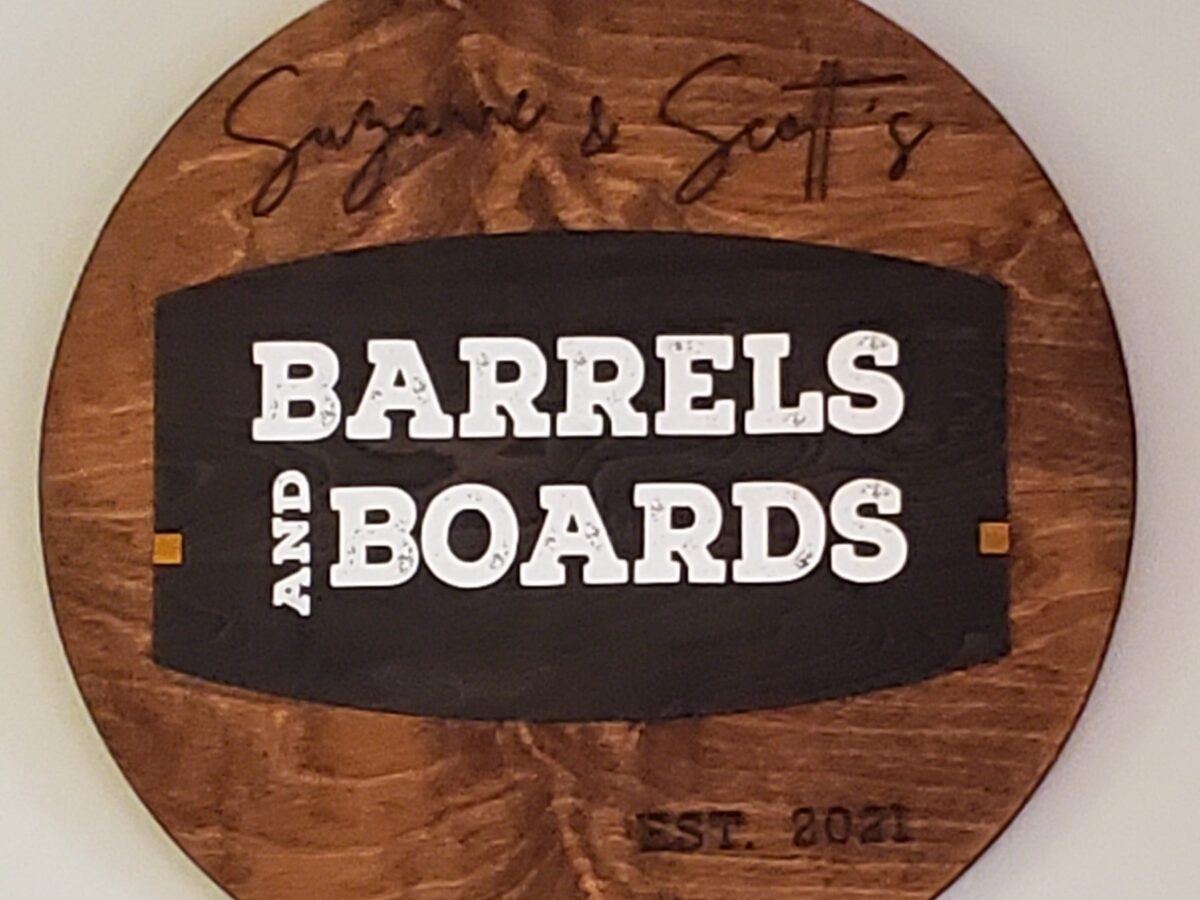 Suzanne & Scott's
BARRELS
AND BOARDS
EST. 2021